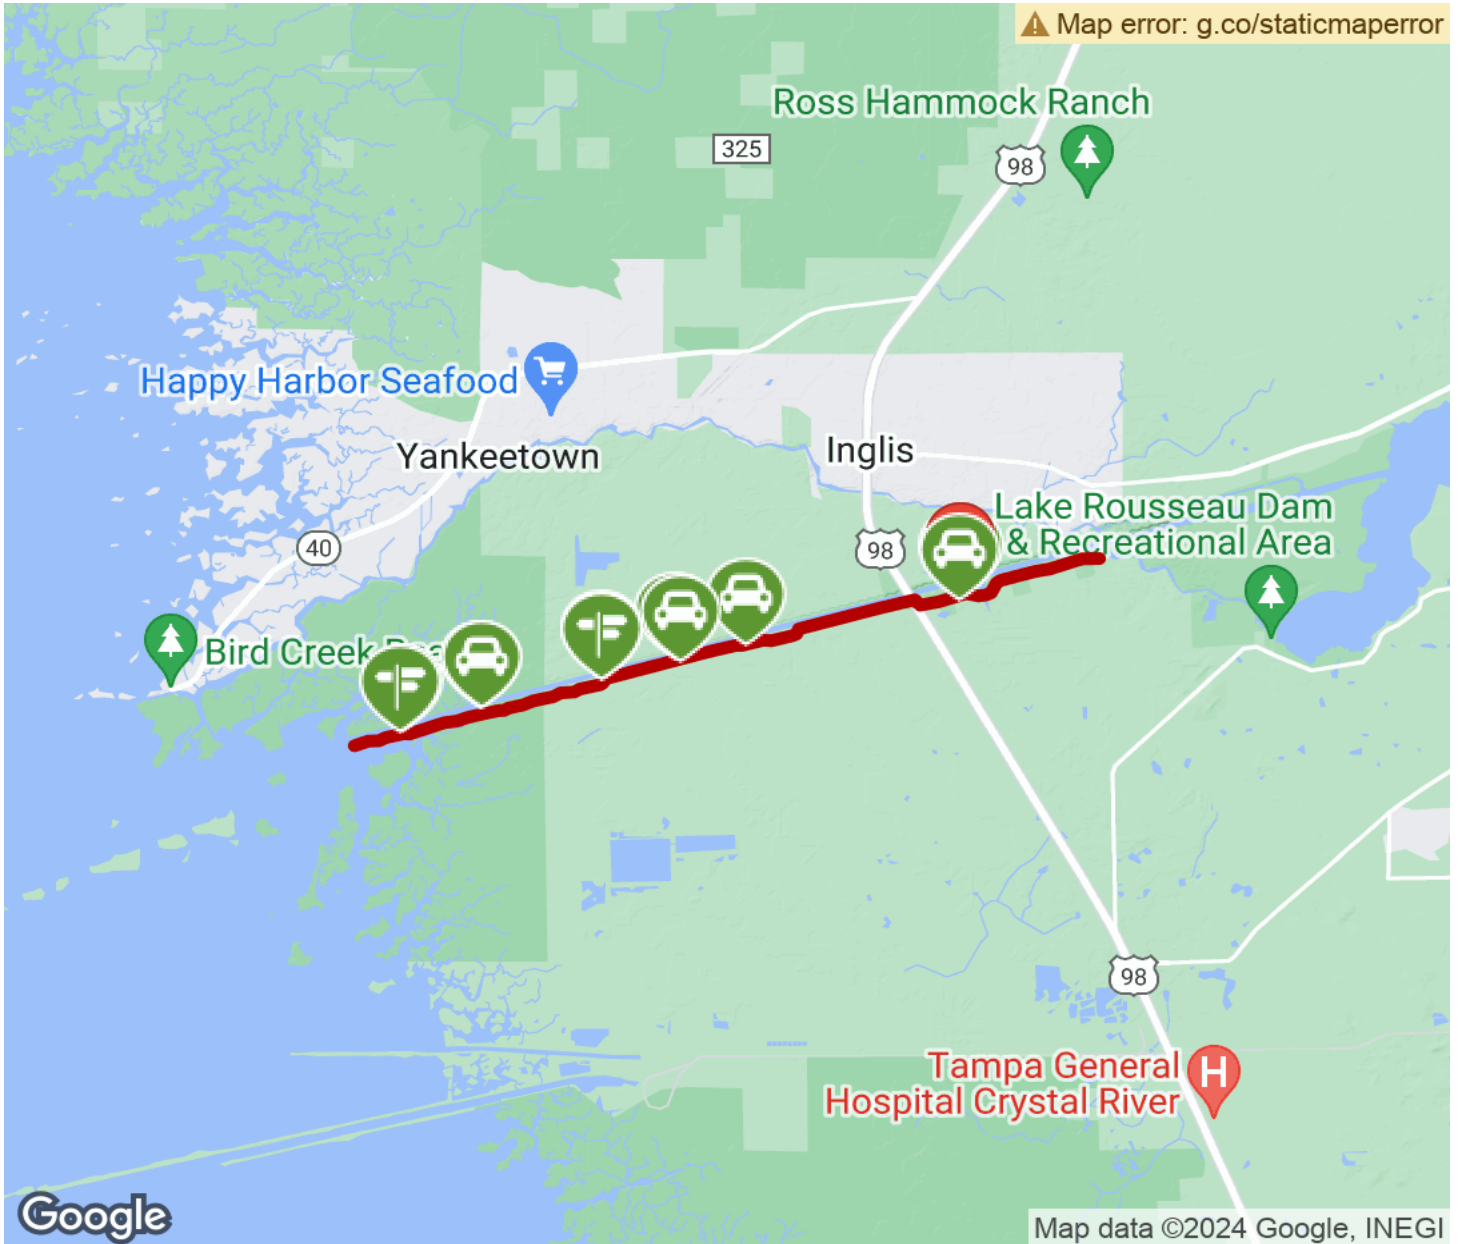 Map error: g.co/staticmaperror
Ross Hammock Ranch
325
98
Happy Harbor Seafood
Yankeetown
Inglis
Lake Rousseau Dam
& Recreational Area
40
98
Bird Creek
98
Tampa General
Hospital Crystal River
H
Google
Map data ©2024 Google, INEGI